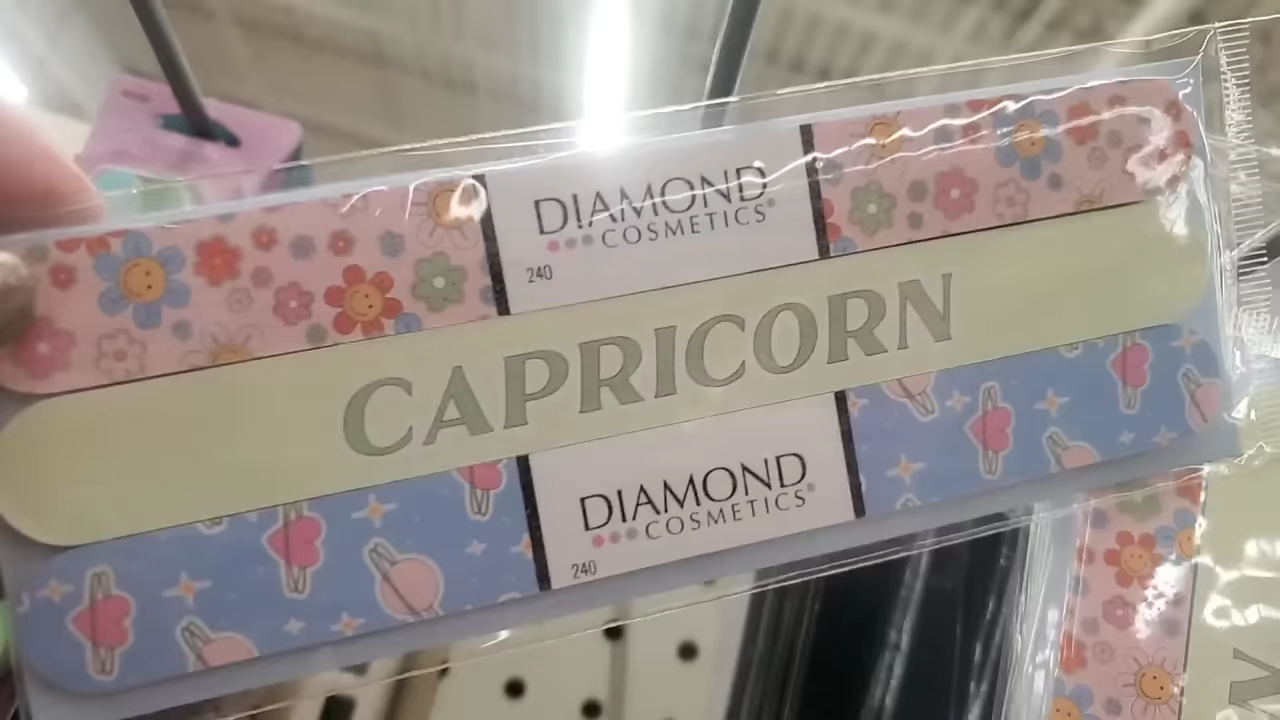 DIAMOND
COSMETICS®
240
CAPRICORN
DIAMOND
COSMETICS®
240